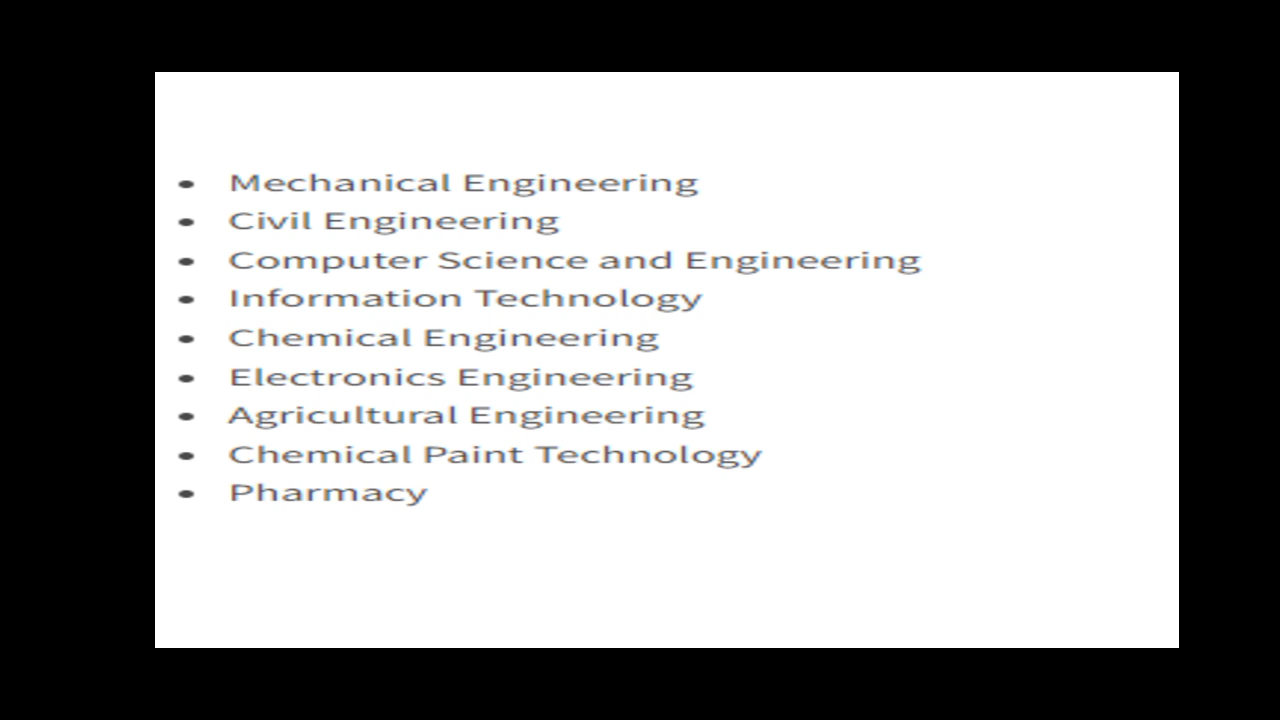 • Mechanical Engineering
• Civil Engineering
• Computer Science and Engineering
• Information Technology
• Chemical Engineering
• Electronics Engineering
• Agricultural Engineering
• Chemical Paint Technology
• Pharmacy